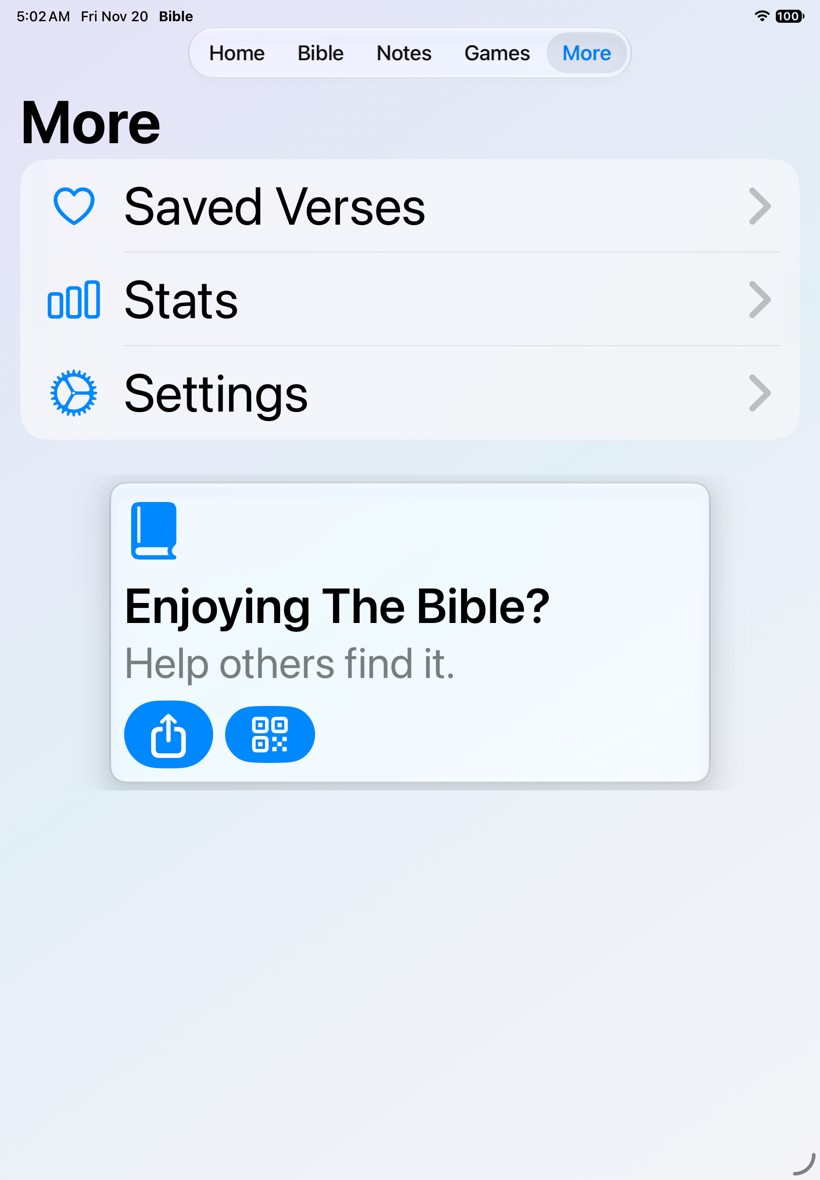 5:02 AM Fri Nov 20 Bible 100
Home Bible Notes Games More
More
Saved Verses
Stats
Settings
Enjoying The Bible?
Help others find it.